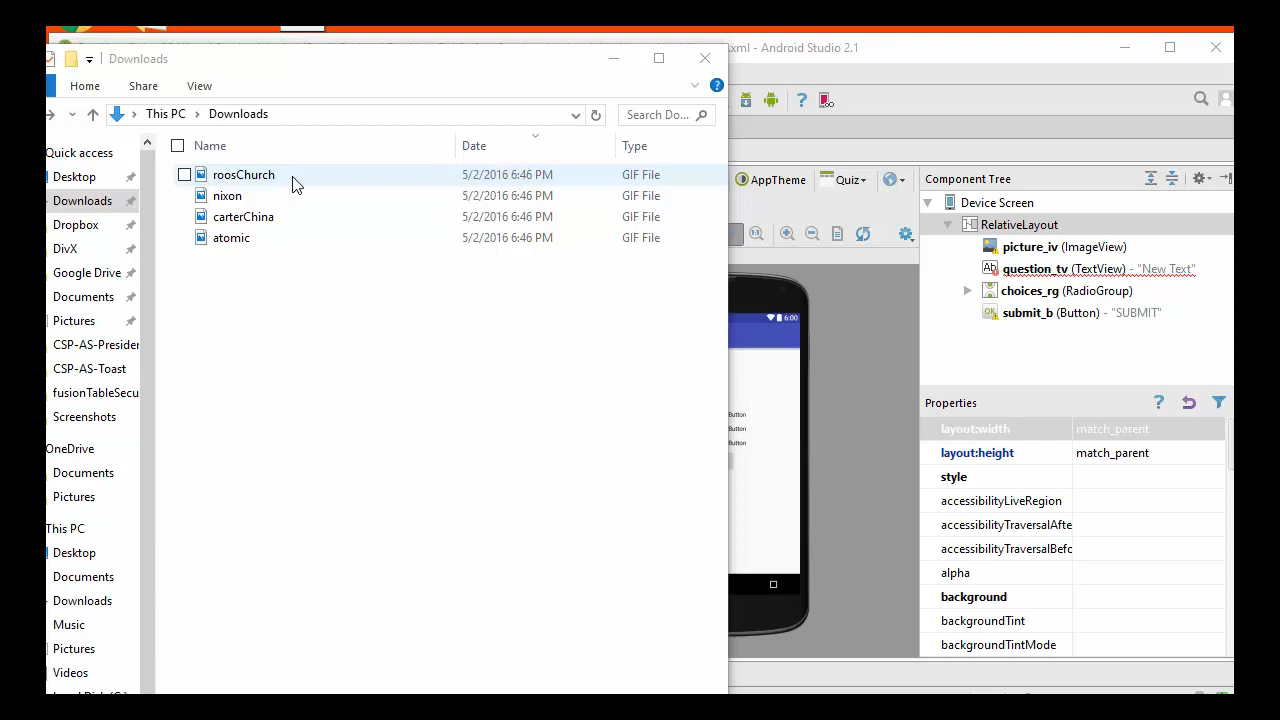 .xml - Android Studio 2.1
Downloads
Home Share View
This PC Downloads
Search Do...
Name Date Type
roosChurch 5/2/2016 6:46 PM GIF File
nixon 5/2/2016 6:46 PM GIF File
carterChina 5/2/2016 6:46 PM GIF File
atomic 5/2/2016 6:46 PM GIF File
Quick access
Desktop
Downloads
Dropbox
DivX
Google Drive
Documents
Pictures
CSP-AS-Presiden
CSP-AS-Toast
fusionTableSecu
Screenshots
OneDrive
Documents
Pictures
This PC
Desktop
Documents
Downloads
Music
Pictures
Videos
AppTheme Quiz
6:00
Button
Button
Button
Component Tree
Device Screen
RelativeLayout
picture_iv (ImageView)
Ab question_tv (TextView) - "New Text"
choices_rg (RadioGroup)
OK submit_b (Button) - "SUBMIT"
Properties
layout:width match_parent
layout:height match_parent
style
accessibilityLiveRegion
accessibilityTraversalAfte
accessibilityTraversalBefo
alpha
background
backgroundTint
backgroundTintMode